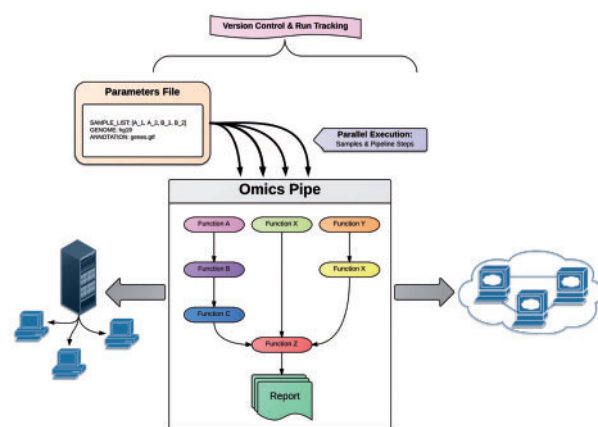 Version Control & Run Tracking
Parameters File
SAMPLE_LIST: [A_1, A_2, B_1, B_2]
GENOME: hg19
ANNOTATION: genes.gtf
Parallel Execution:
Samples & Pipeline Steps
Omics Pipe
Function A
Function X
Function Y
Function B
Function X
Function C
Function Z
Report